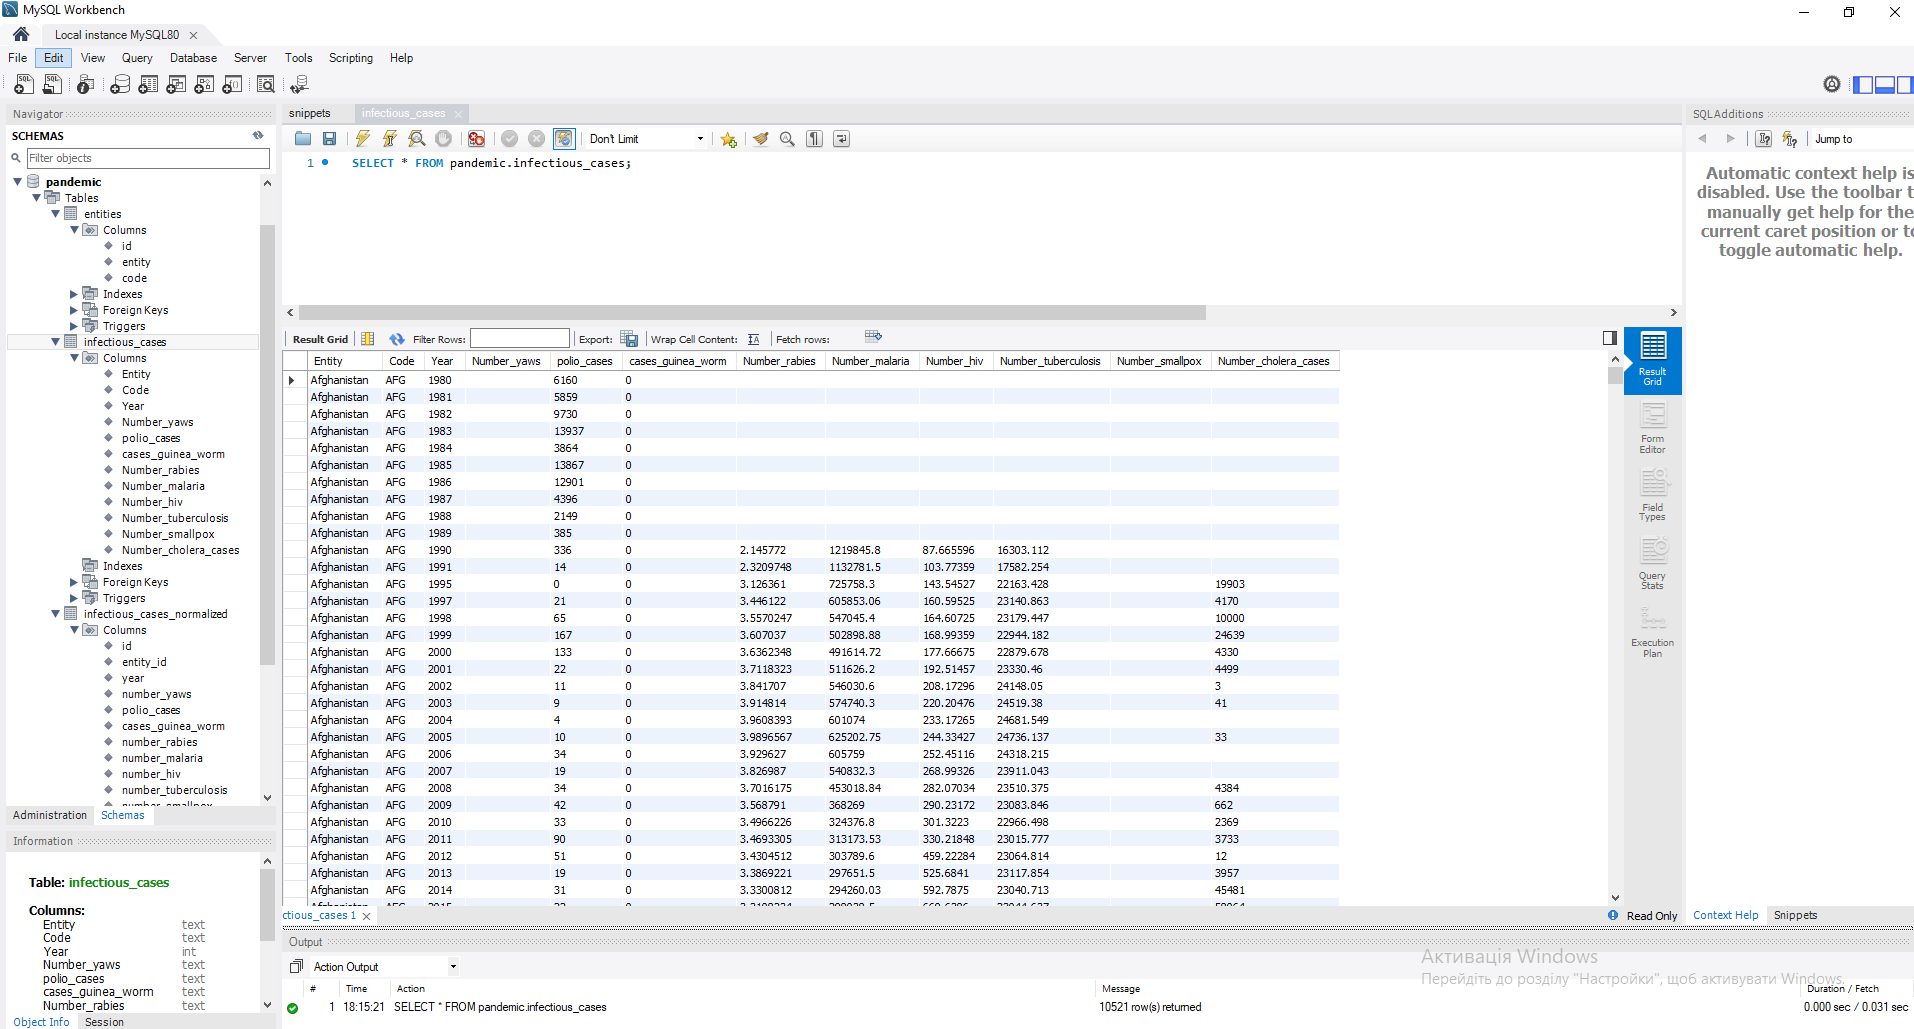 MySQL Workbench
Local instance MySQL80
File Edit View Query Database Server Tools Scripting Help
Navigator
SCHEMAS
Filter objects
pandemic
Tables
entities
Columns
id
entity
code
Indexes
Foreign Keys
Triggers
infectious_cases
Columns
Entity
Code
Year
Number_yaws
polio_cases
cases_guinea_worm
Number_rabies
Number_malaria
Number_hiv
Number_tuberculosis
Number_smallpox
Number_cholera_cases
Indexes
Foreign Keys
Triggers
infectious_cases_normalized
Columns
id
entity_id
year
number_yaws
polio_cases
cases_guinea_worm
number_rabies
number_malaria
number_hiv
number_tuberculosis
number_smallpox
Administration Schemas
Information
Table: infectious_cases
Columns:
Entity text
Code text
Year int
Number_yaws text
polio_cases text
cases_guinea_worm text
Number_rabies text
Object Info Session
snippets infectious_cases
Don't Limit
1 SELECT * FROM pandemic.infectious_cases;
Result Grid Filter Rows: Export: Wrap Cell Content: Fetch rows:
Entity Code Year Number_yaws polio_cases cases_guinea_worm Number_rabies Number_malaria Number_hiv Number_tuberculosis Number_smallpox Number_cholera_cases
Afghanistan AFG 1980 6160 0
Afghanistan AFG 1981 5859 0
Afghanistan AFG 1982 9730 0
Afghanistan AFG 1983 13937 0
Afghanistan AFG 1984 3864 0
Afghanistan AFG 1985 13867 0
Afghanistan AFG 1986 12901 0
Afghanistan AFG 1987 4396 0
Afghanistan AFG 1988 2149 0
Afghanistan AFG 1989 385 0
Afghanistan AFG 1990 336 0 2.145772 1219845.8 87.665596 16303.112
Afghanistan AFG 1991 14 0 2.3209748 1132781.5 103.77359 17582.254
Afghanistan AFG 1995 0 0 3.126361 725758.3 143.54527 22163.428 19903
Afghanistan AFG 1997 21 0 3.446122 605853.06 160.59525 23140.863 4170
Afghanistan AFG 1998 65 0 3.5570247 547045.4 164.60725 23179.447 10000
Afghanistan AFG 1999 167 0 3.607037 502898.88 168.99359 22944.182 24639
Afghanistan AFG 2000 133 0 3.6362348 491614.72 177.66675 22879.678 4330
Afghanistan AFG 2001 22 0 3.7118323 511626.2 192.51457 23330.46 4499
Afghanistan AFG 2002 11 0 3.841707 546030.6 208.17296 24148.05 3
Afghanistan AFG 2003 9 0 3.914814 574740.3 220.20476 24519.38 41
Afghanistan AFG 2004 4 0 3.9608393 601074 233.17265 24681.549
Afghanistan AFG 2005 10 0 3.9896567 625202.75 244.33427 24736.137 33
Afghanistan AFG 2006 34 0 3.929627 605759 252.45116 24318.215
Afghanistan AFG 2007 19 0 3.826987 540832.3 268.99326 23911.043
Afghanistan AFG 2008 34 0 3.7016175 453018.84 282.07034 23510.375 4384
Afghanistan AFG 2009 42 0 3.568791 368269 290.23172 23083.846 662
Afghanistan AFG 2010 33 0 3.4966226 324376.8 301.3223 22966.498 2369
Afghanistan AFG 2011 90 0 3.4693305 313173.53 330.21848 23015.777 3733
Afghanistan AFG 2012 51 0 3.4304512 303789.6 459.22284 23064.814 12
Afghanistan AFG 2013 19 0 3.3869221 297651.5 525.6841 23117.854 3957
Afghanistan AFG 2014 31 0 3.3300812 294260.03 592.7875 23040.713 45481
Result Grid
Form Editor
Field Types
Query Stats
Execution Plan
ctious_cases 1
Read Only
Output
Action Output
# Time Action Message Duration / Fetch
1 18:15:21 SELECT * FROM pandemic.infectious_cases 10521 row(s) returned 0.000 sec / 0.031 sec
SQLAdditions
Jump to
Automatic context help is
disabled. Use the toolbar t
manually get help for the
current caret position or to
toggle automatic help.
Context Help Snippets
Активація Windows
Перейдіть до розділу "Настройки", щоб активувати Windows.